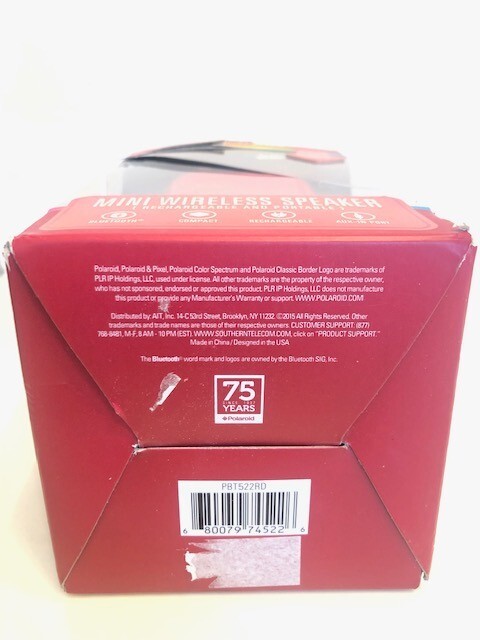 MINI WIRELESS SPEAKER
RECHARGEABLE AND PORTABLE
BLUETOOTH COMPACT RECHARGEABLE AUX-IN PORT
Polaroid, Polaroid & Pixel, Polaroid Color Spectrum and Polaroid Classic Border Logo are trademarks of
PLR IP Holdings, LLC, used under license. All other trademarks are the property of the respective owner,
who has not sponsored, endorsed or approved this product. PLR IP Holdings, LLC does not manufacture
this product or provide any Manufacturer's Warranty or support. WWW.POLAROID.COM
Distributed by: AIT, Inc. 14-C 53rd Street, Brooklyn, NY 11232. ©2015 All Rights Reserved. Other
trademarks and trade names are those of their respective owners. CUSTOMER SUPPORT: (877)
768-8481, M-F, 8 AM - 10 PM (EST). WWW.SOUTHERNTELECOM.COM, click on "PRODUCT SUPPORT."
Made in China / Designed in the USA
The Bluetooth® word mark and logos are owned by the Bluetooth SIG, Inc.
75
SINCE 1937
YEARS
Polaroid
PBT522RD
6 80079 74522 6